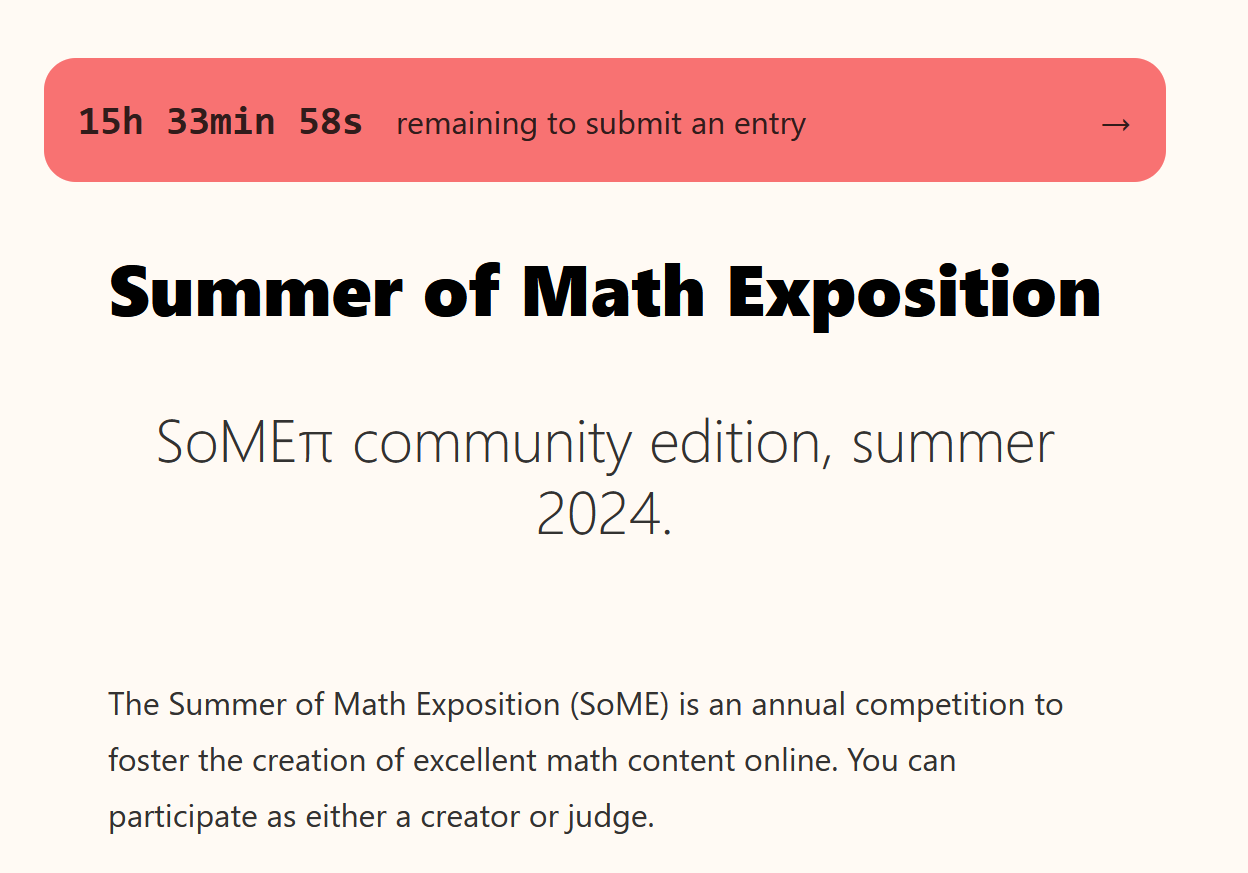 15h 33min 58s remaining to submit an entry →
Summer of Math Exposition
SoMEπ community edition, summer
2024.
The Summer of Math Exposition (SoME) is an annual competition to
foster the creation of excellent math content online. You can
participate as either a creator or judge.